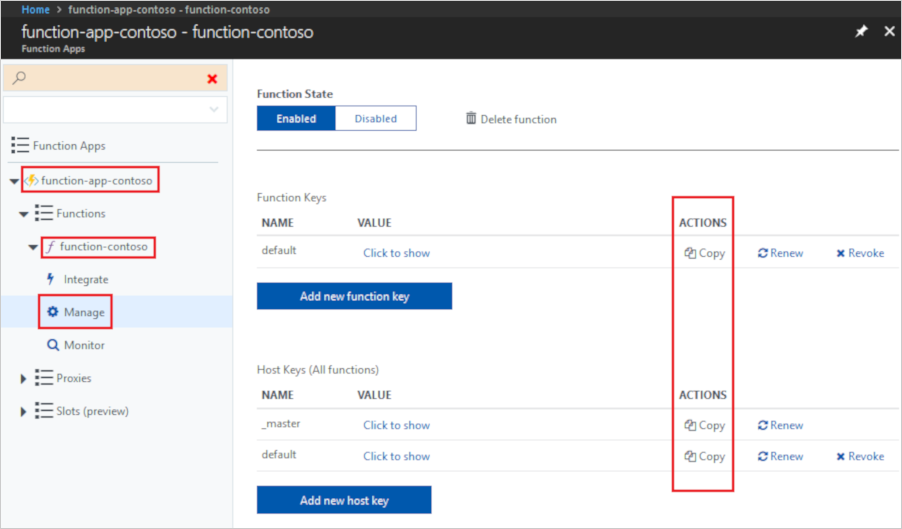 Home > function-app-contoso - function-contoso
function-app-contoso - function-contoso
Function Apps
Function Apps
function-app-contoso
Functions
function-contoso
Integrate
Manage
Monitor
Proxies
Slots (preview)
Function State
Enabled Disabled Delete function
Function Keys
NAME VALUE ACTIONS
default Click to show Copy Renew Revoke
Add new function key
Host Keys (All functions)
NAME VALUE ACTIONS
_master Click to show Copy Renew
default Click to show Copy Renew Revoke
Add new host key